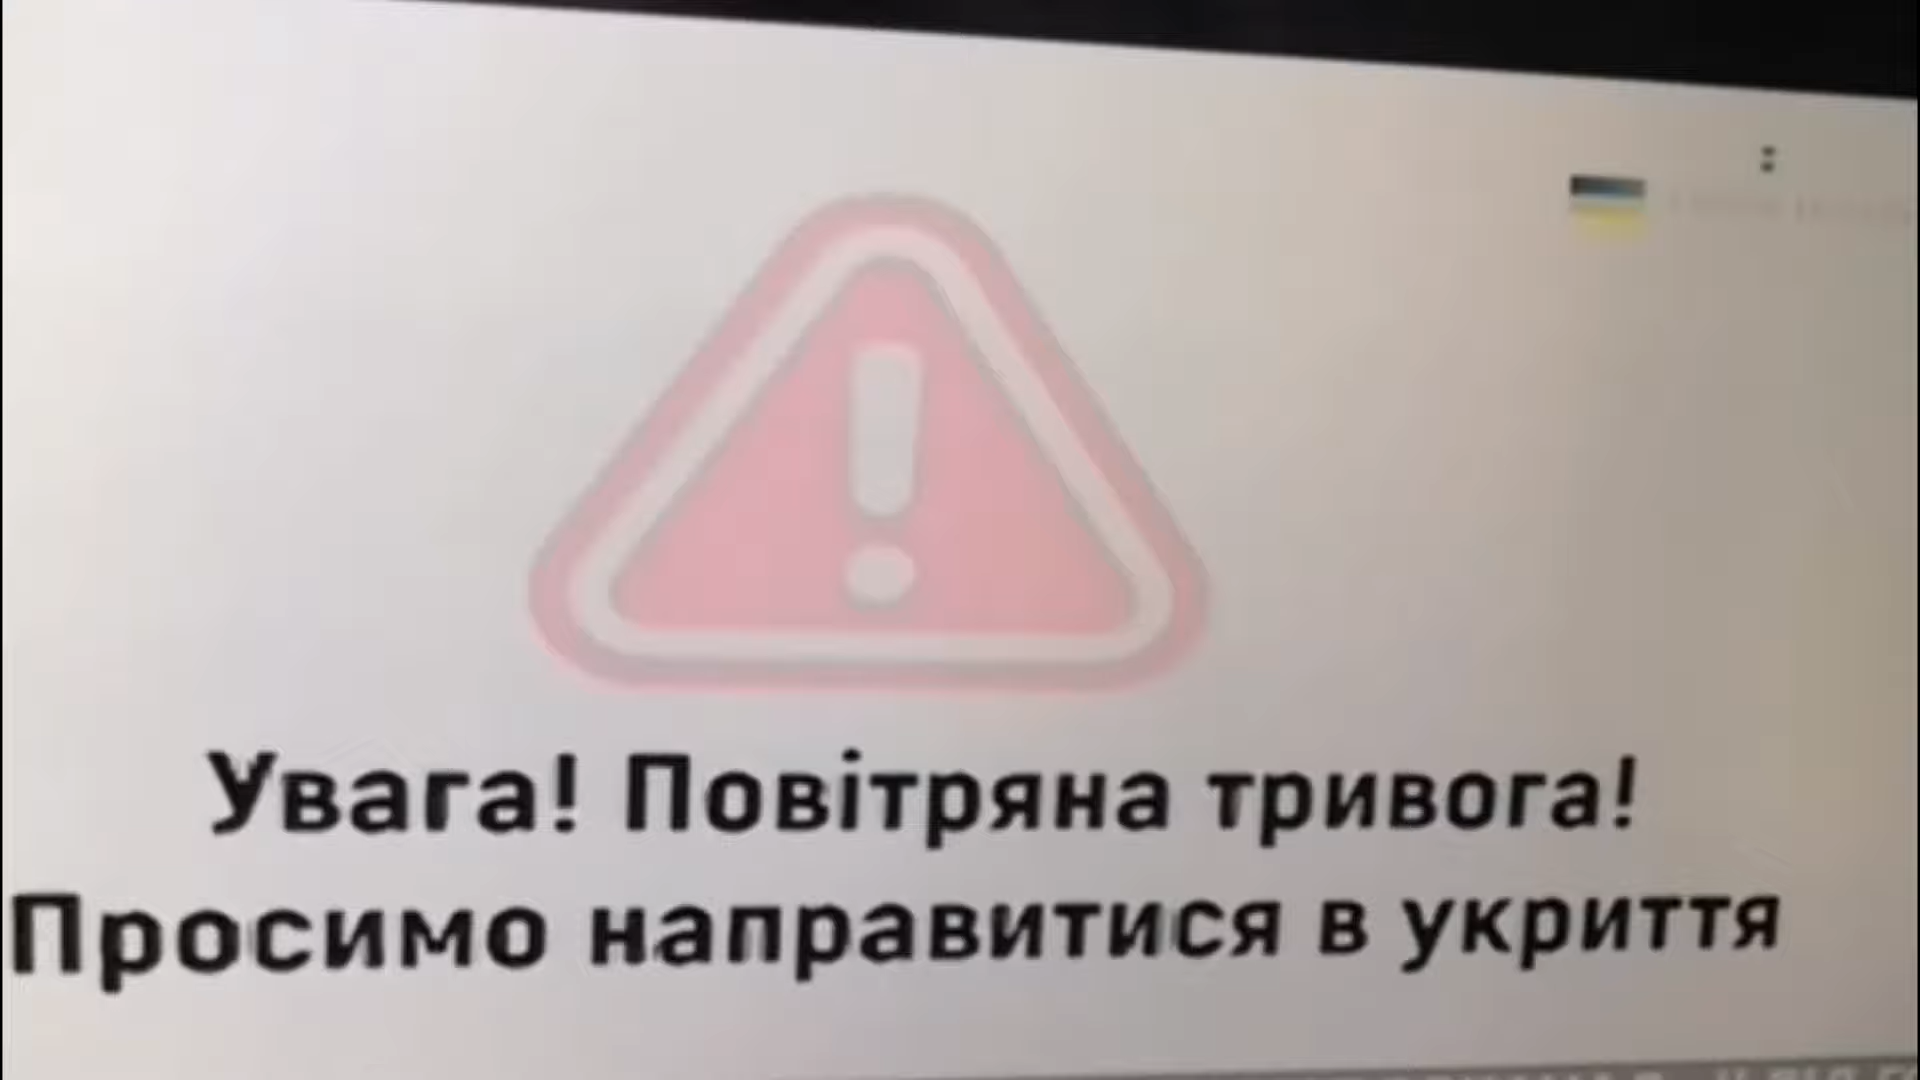 Увага! Повітряна тривога!
Просимо направитися в укриття